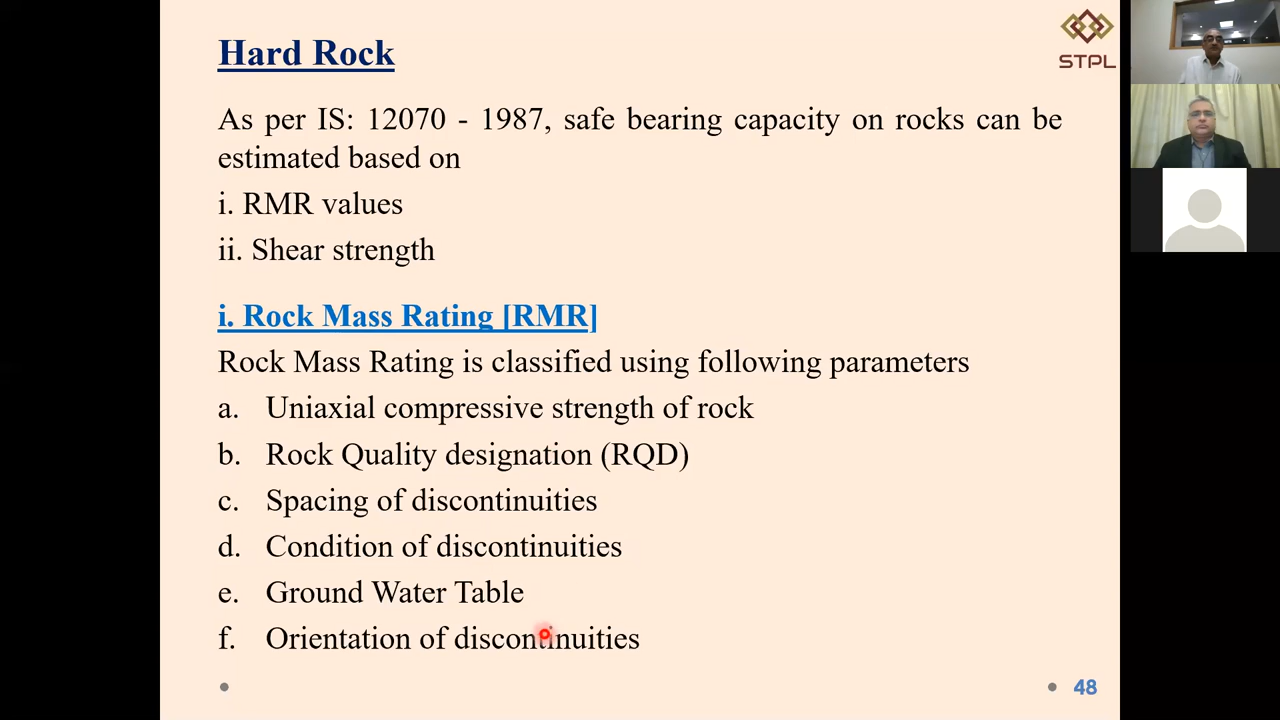 Hard Rock
STPL
As per IS: 12070 - 1987, safe bearing capacity on rocks can be
estimated based on
i. RMR values
ii. Shear strength
i. Rock Mass Rating [RMR]
Rock Mass Rating is classified using following parameters
a. Uniaxial compressive strength of rock
b. Rock Quality designation (RQD)
c. Spacing of discontinuities
d. Condition of discontinuities
e. Ground Water Table
f. Orientation of discontinuities
48